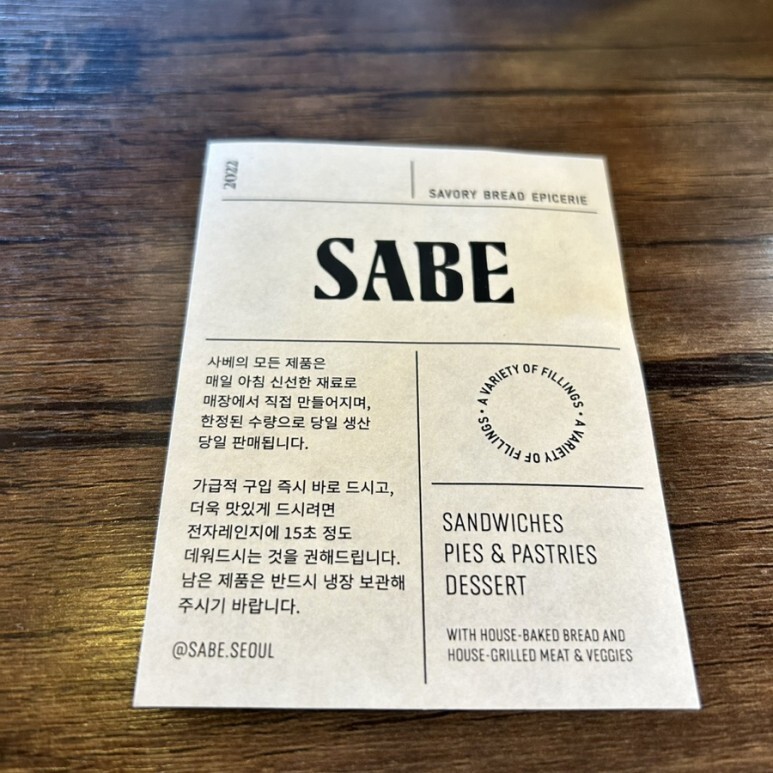 2022
SAVORY BREAD EPICERIE
SABE
사베의 모든 제품은
매일 아침 신선한 재료로
매장에서 직접 만들어지며,
한정된 수량으로 당일 생산
당일 판매됩니다.
가급적 구입 즉시 바로 드시고,
더욱 맛있게 드시려면
전자레인지에 15초 정도
데워드시는 것을 권해드립니다.
남은 제품은 반드시 냉장 보관해
주시기 바랍니다.
@SABE.SEOUL
A VARIETY OF FILLINGS • A VARIETY OF FILLINGS •
SANDWICHES
PIES & PASTRIES
DESSERT
WITH HOUSE-BAKED BREAD AND
HOUSE-GRILLED MEAT & VEGGIES